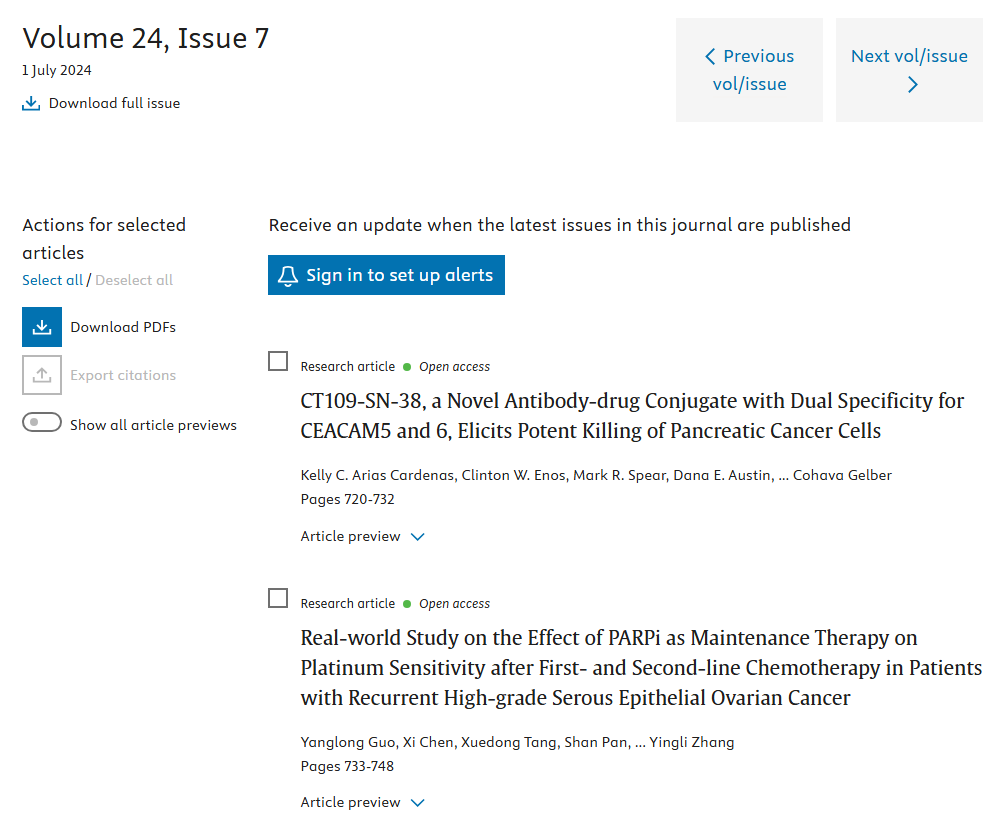 Volume 24, Issue 7
1 July 2024
Download full issue
Previous
vol/issue
Next vol/issue
Actions for selected
articles
Select all / Deselect all
Download PDFs
Export citations
Show all article previews
Receive an update when the latest issues in this journal are published
Sign in to set up alerts
Research article Open access
CT109-SN-38, a Novel Antibody-drug Conjugate with Dual Specificity for
CEACAM5 and 6, Elicits Potent Killing of Pancreatic Cancer Cells
Kelly C. Arias Cardenas, Clinton W. Enos, Mark R. Spear, Dana E. Austin, ... Cohava Gelber
Pages 720-732
Article preview
Research article Open access
Real-world Study on the Effect of PARPi as Maintenance Therapy on
Platinum Sensitivity after First- and Second-line Chemotherapy in Patients
with Recurrent High-grade Serous Epithelial Ovarian Cancer
Yanglong Guo, Xi Chen, Xuedong Tang, Shan Pan, ... Yingli Zhang
Pages 733-748
Article preview